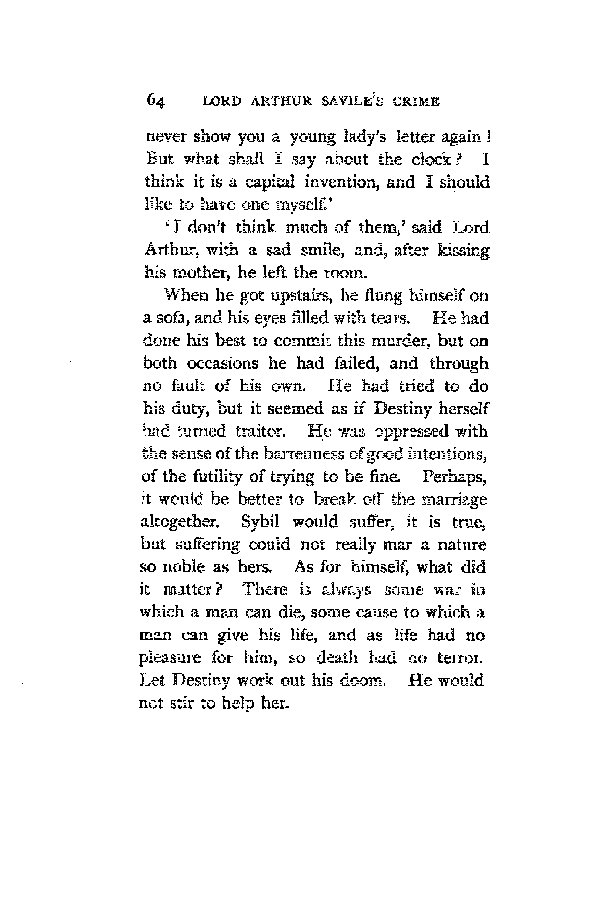 64 LORD ARTHUR SAVILE'S CRIME
never show you a young lady's letter again!
But what shall I say about the clock? I
think it is a capital invention, and I should
like to have one myself.'
'I don't think much of them,' said Lord
Arthur, with a sad smile, and, after kissing
his mother, he left the room.
When he got upstairs, he flung himself on
a sofa, and his eyes filled with tears. He had
done his best to commit this murder, but on
both occasions he had failed, and through
no fault of his own. He had tried to do
his duty, but it seemed as if Destiny herself
had turned traitor. He was oppressed with
the sense of the barrenness of good intentions,
of the futility of trying to be fine. Perhaps,
it would be better to break off the marriage
altogether. Sybil would suffer, it is true,
but suffering could not really mar a nature
so noble as hers. As for himself, what did
it matter? There is always some war in
which a man can die, some cause to which a
man can give his life, and as life had no
pleasure for him, so death had no terror.
Let Destiny work out his doom. He would
not stir to help her.